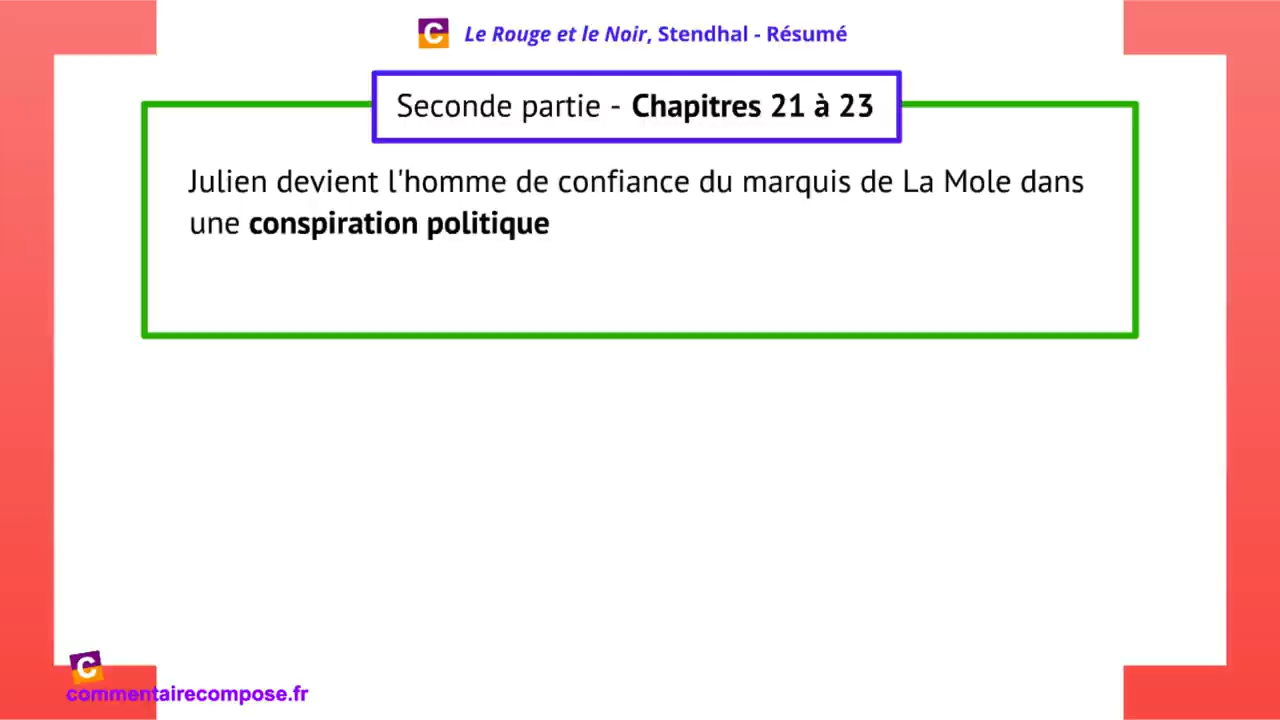 C Le Rouge et le Noir, Stendhal - Résumé
Seconde partie - Chapitres 21 à 23
Julien devient l'homme de confiance du marquis de La Mole dans
une conspiration politique
C
commentairecompose.fr